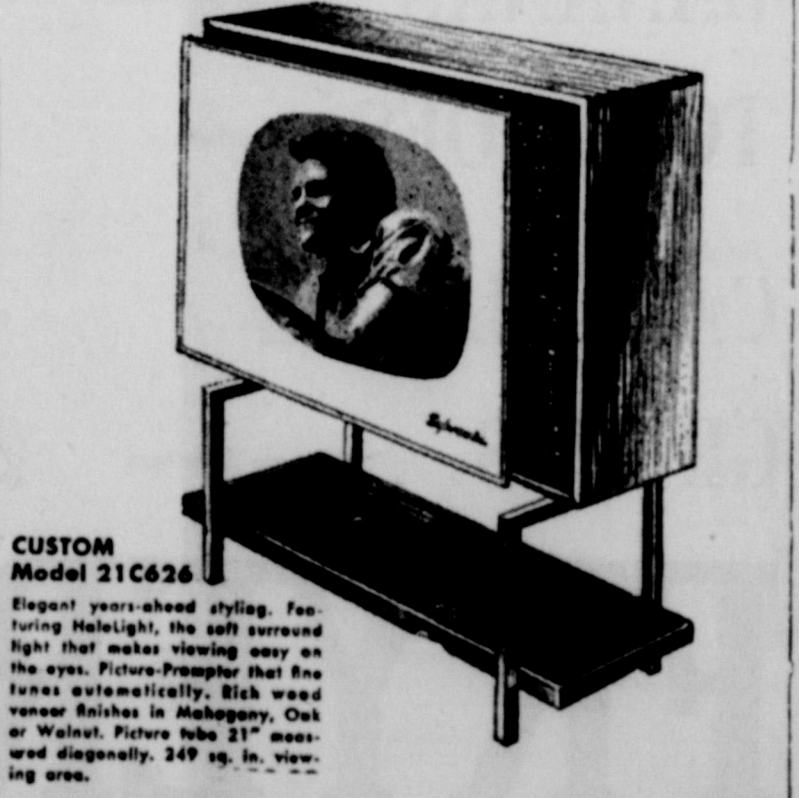 Sylvania
CUSTOM
Model 21C626
Elegant years-ahead styling. Fea-
turing HaloLight, the soft surround
light that makes viewing easy on
the eyes. Picture-Prompter that fine
tunes automatically. Rich wood
veneer finishes in Mahogany, Oak
or Walnut. Picture tube 21" meas-
ured diagonally. 249 sq. in. view-
ing area.